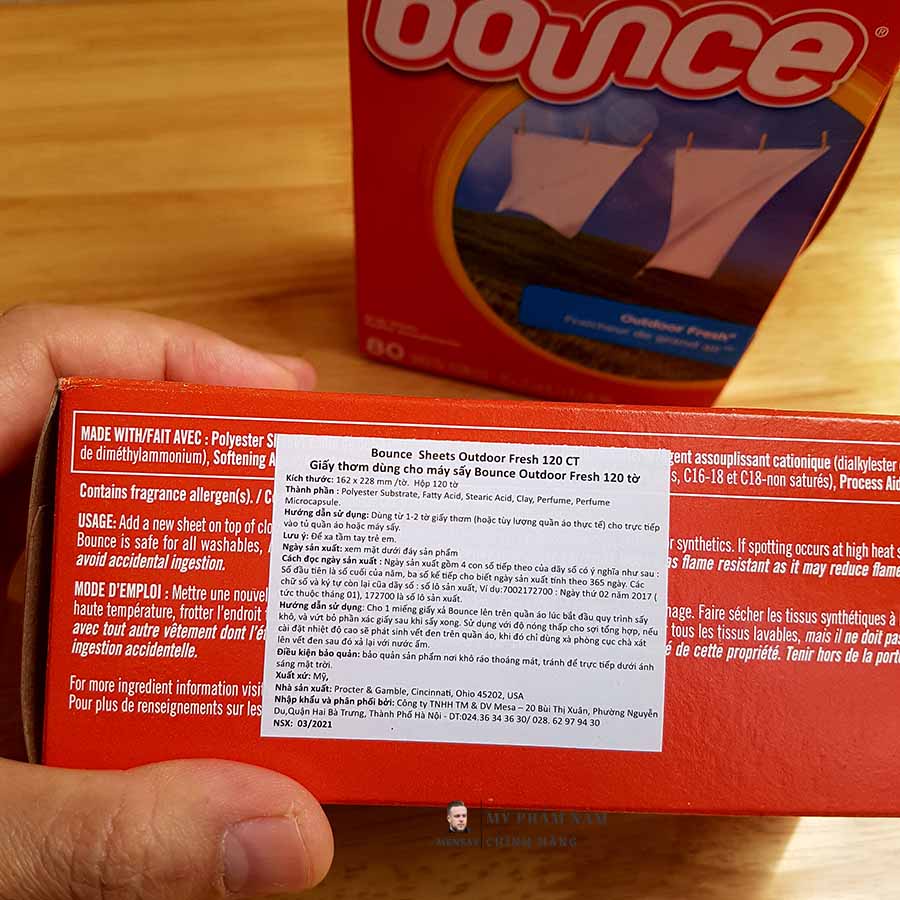 bounce®
Outdoor Fresh
Fraîcheur de grand air
80
MADE WITH/FAIT AVEC : Polyester
gent assouplissant cationique (dialkylester
de diméthylammonium), Softening
s, C16-18 et C18-non saturés), Process Aid
Contains fragrance allergen(s). /
USAGE: Add a new sheet on top of
r synthetics. If spotting occurs at high heat
Bounce is safe for all washables,
as flame resistant as it may reduce flame
avoid accidental ingestion.
MODE D'EMPLOI : Mettre une
nage. Faire sécher les tissus synthétiques à
haute température, frotter l'endroit
tous les tissus lavables, mais il ne doit pas
avec tout autre vêtement dont
de cette propriété. Tenir hors de la
ingestion accidentelle.
For more ingredient information
Pour plus de renseignements sur les
Bounce Sheets Outdoor Fresh 120 CT
Giấy thơm dùng cho máy sấy Bounce Outdoor Fresh 120 tờ
Kích thước: 162 x 228 mm /tờ. Hộp 120 tờ
Thành phần : Polyester Substrate, Fatty Acid, Stearic Acid, Clay, Perfume, Perfume
Microcapsule.
Hướng dẫn sử dụng: Dùng từ 1-2 tờ giấy thơm (hoặc tùy lượng quần áo thực tế) cho trực tiếp
vào tủ quần áo hoặc máy sấy.
Lưu ý: Để xa tầm tay trẻ em.
Ngày sản xuất: xem mặt dưới đáy sản phẩm
Cách đọc ngày sản xuất : Ngày sản xuất gồm 4 con số tiếp theo của dãy số có ý nghĩa như sau :
Số đầu tiên là số cuối của năm, ba số kế tiếp cho biết ngày sản xuất tính theo 365 ngày. Các
chữ số và ký tự còn lại của dãy số : số lô sản xuất, Ví dụ:7002172700 : Ngày thứ 02 năm 2017 (
tức thuộc tháng 01), 172700 là số lô sản xuất.
Hướng dẫn sử dụng: Cho 1 miếng giấy xả Bounce lên trên quần áo lúc bắt đầu quy trình sấy
khô, và vứt bỏ phần xác giấy sau khi sấy xong. Sử dụng với độ nóng thấp cho sợi tổng hợp, nếu
cài đặt nhiệt độ cao sẽ phát sinh vết đen trên quần áo, khi đó chỉ dùng xà phòng cục chà xát
lên vết đen sau đó xả lại với nước ấm.
Điều kiện bảo quản: bảo quản sản phẩm nơi khô ráo thoáng mát, tránh để trực tiếp dưới ánh
sáng mặt trời.
Xuất xứ: Mỹ,
Nhà sản xuất: Procter & Gamble, Cincinnati, Ohio 45202, USA
Nhập khẩu và phân phối bởi: Công ty TNHH TM & DV Mesa – 20 Bùi Thị Xuân, Phường Nguyễn
Du,Quận Hai Bà Trưng, Thành Phố Hà Nội - DT:024.36 34 36 30/ 028. 62 97 94 30
NSX: 03/2021
MENSAY
MY PHAM NAM
CHÍNH HÃNG